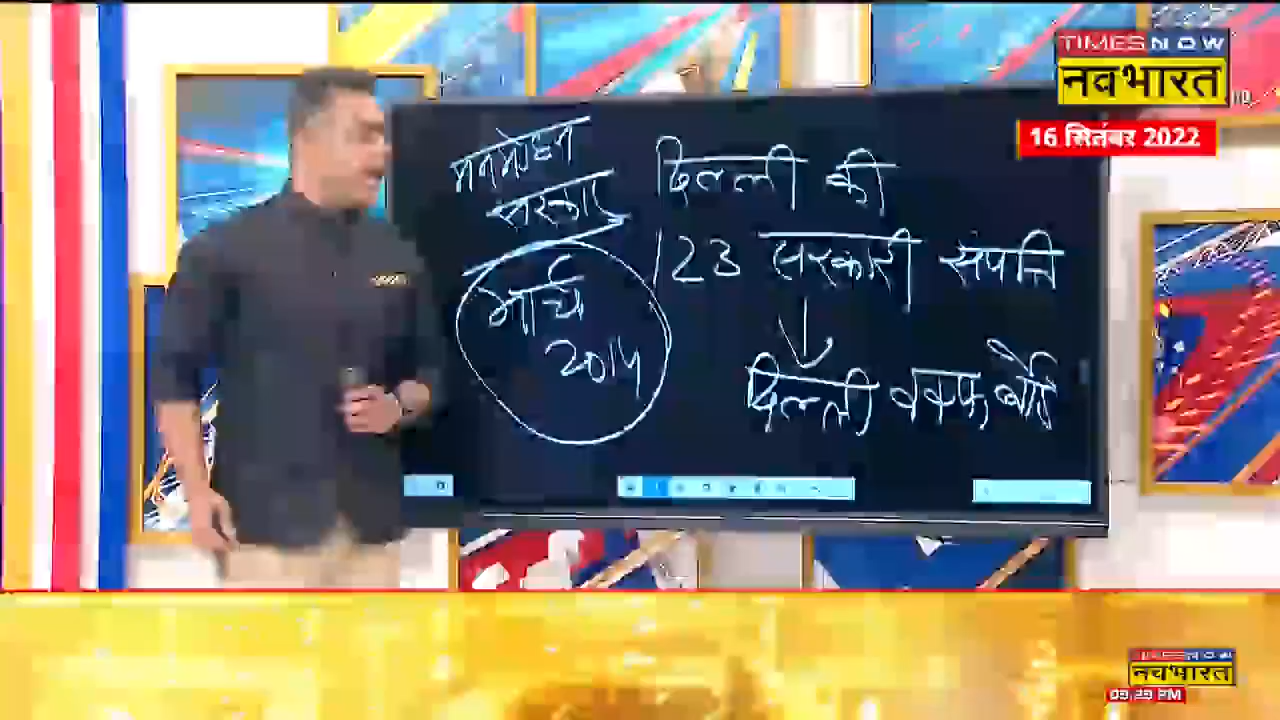 TIMES NOW
नवभारत
16 सितंबर 2022
मनमोहन
सरकार
मार्च
2014
दिल्ली की
123 सरकारी संपत्ति
दिल्ली वक्फ बोर्ड
TIMES NOW
नवभारत
09:29 PM